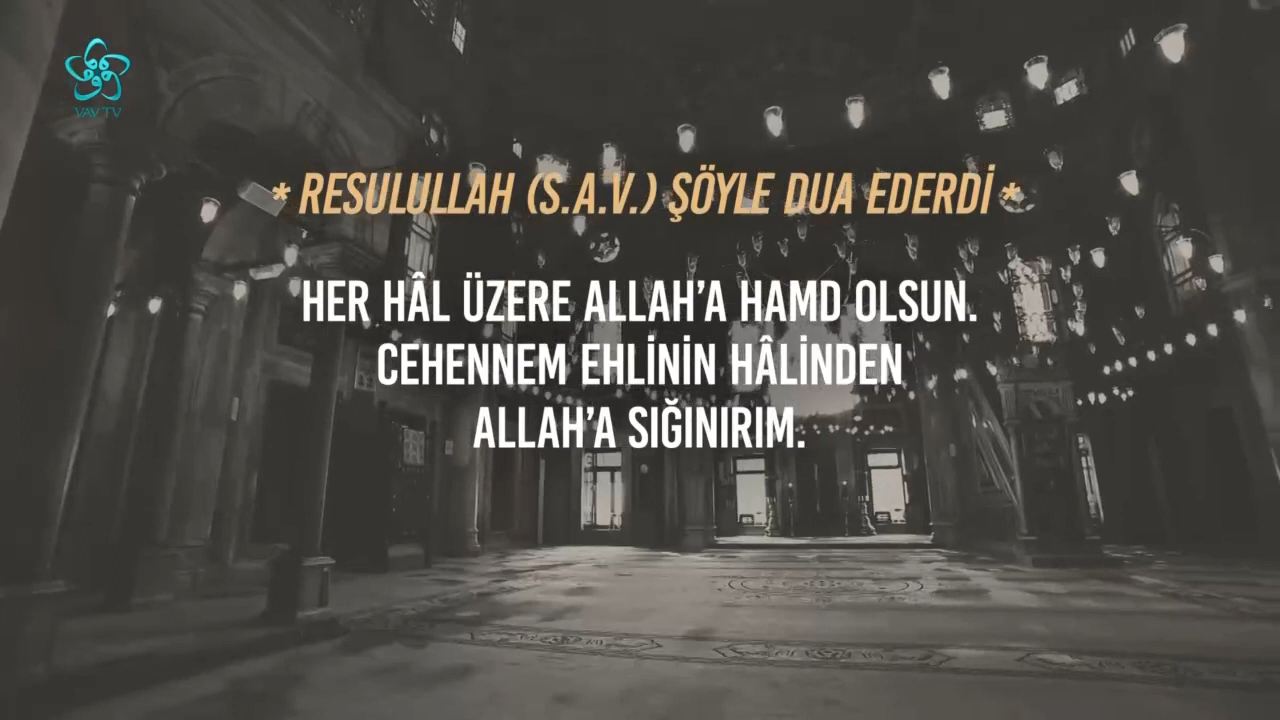 VAV TV
* RESULULLAH (S.A.V.) ŞÖYLE DUA EDERDİ *
HER HÂL ÜZERE ALLAH’A HAMD OLSUN.
CEHENNEM EHLİNİN HÂLİNDEN
ALLAH’A SIĞINIRIM.